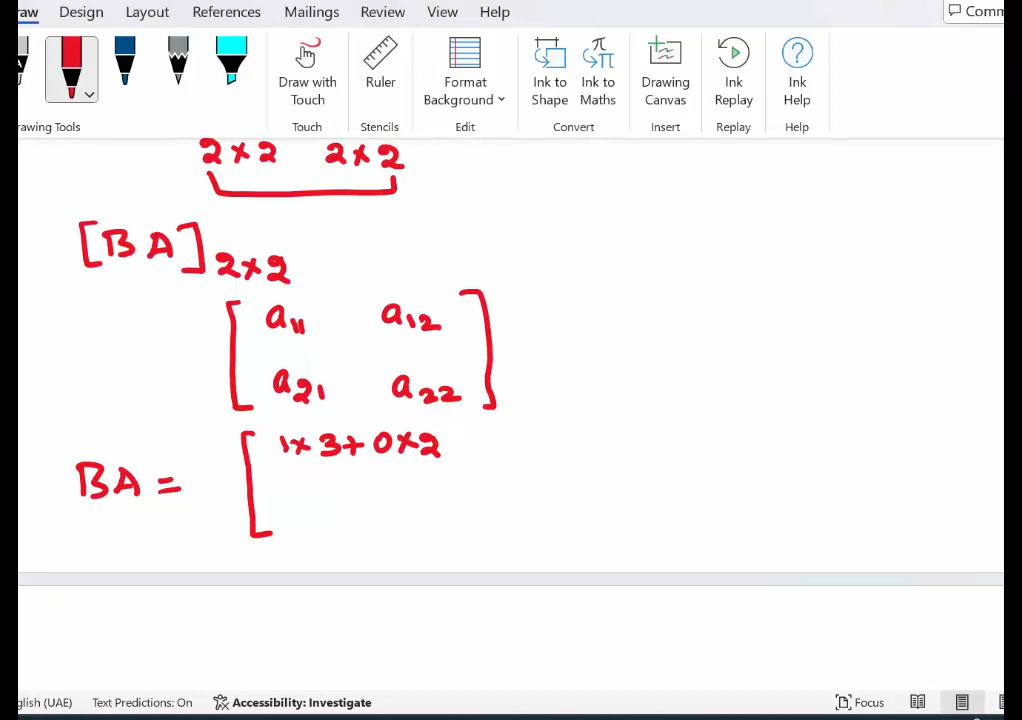 raw Design Layout References Mailings Review View Help Comm
Draw with Touch Ruler Format Background Ink to Shape Ink to Maths Drawing Canvas Ink Replay Ink Help
rawing Tools Touch Stencils Edit Convert Insert Replay Help
2×2 2×2
[BA]2×2
[a11 a12
a21 a22]
BA = [1×3+0×2
glish (UAE) Text Predictions: On Accessibility: Investigate Focus